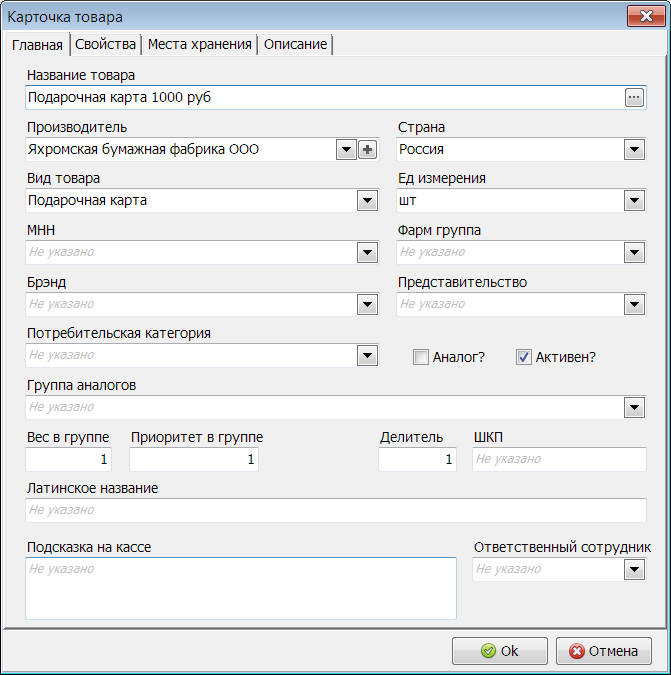 Карточка товара
Главная Свойства Места хранения Описание
Название товара
Подарочная карта 1000 руб
Производитель Страна
Яхромская бумажная фабрика ООО Россия
Вид товара Ед измерения
Подарочная карта шт
МНН Фарм группа
Не указано Не указано
Брэнд Представительство
Не указано Не указано
Потребительская категория
Не указано Аналог? Активен?
Группа аналогов
Не указано
Вес в группе Приоритет в группе Делитель ШКП
1 1 1 Не указано
Латинское название
Не указано
Подсказка на кассе Ответственный сотрудник
Не указано Не указано
Ok Отмена